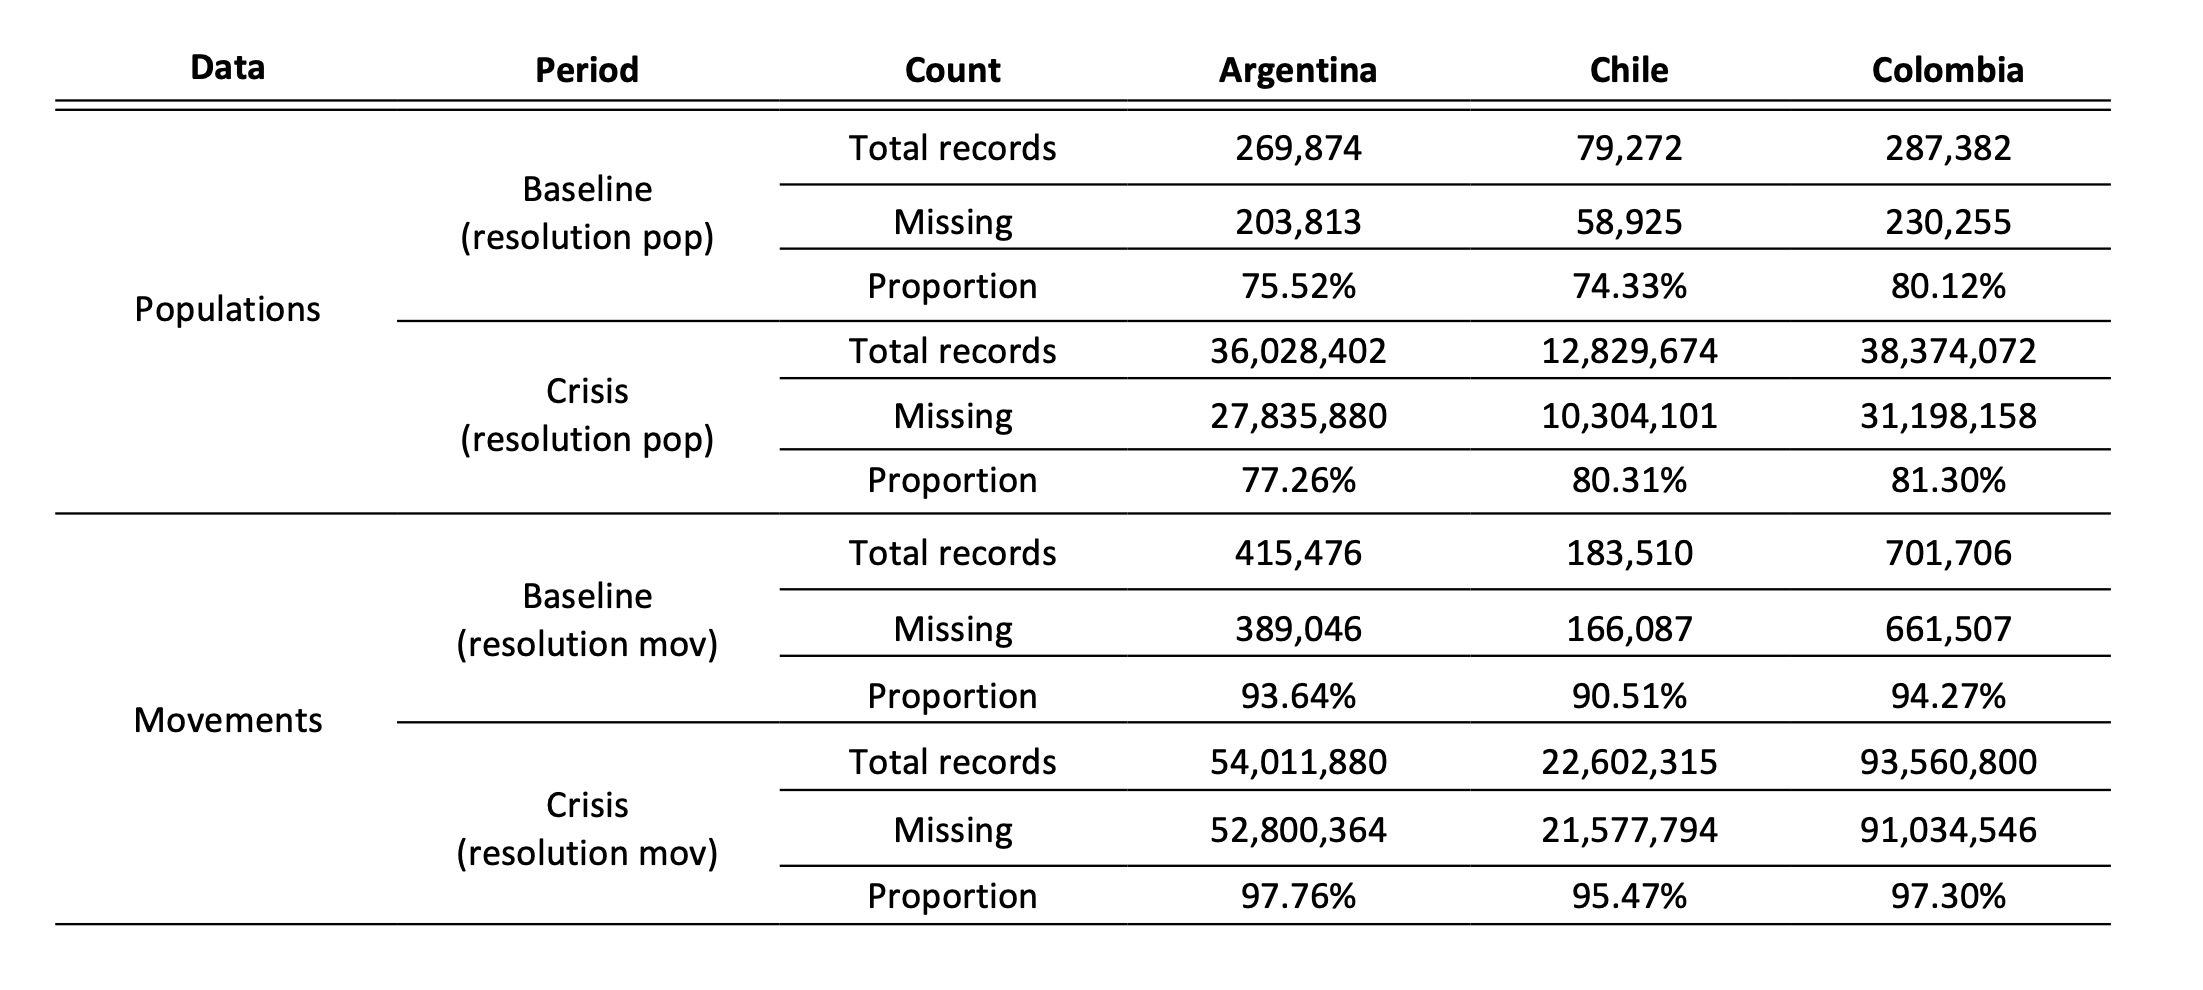 Data Period Count Argentina Chile Colombia
Populations
Baseline
(resolution pop)
Total records 269,874 79,272 287,382
Missing 203,813 58,925 230,255
Proportion 75.52% 74.33% 80.12%
Crisis
(resolution pop)
Total records 36,028,402 12,829,674 38,374,072
Missing 27,835,880 10,304,101 31,198,158
Proportion 77.26% 80.31% 81.30%
Movements
Baseline
(resolution mov)
Total records 415,476 183,510 701,706
Missing 389,046 166,087 661,507
Proportion 93.64% 90.51% 94.27%
Crisis
(resolution mov)
Total records 54,011,880 22,602,315 93,560,800
Missing 52,800,364 21,577,794 91,034,546
Proportion 97.76% 95.47% 97.30%